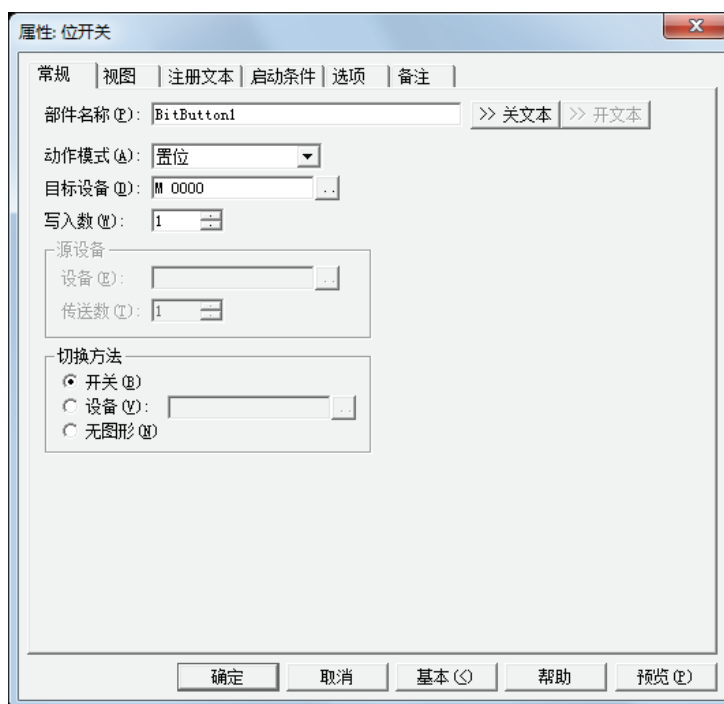 属性: 位开关
常规 视图 注册文本 启动条件 选项 备注
部件名称(P): BitButton1 >> 关文本 >> 开文本
动作模式(A): 置位
目标设备(D): M 0000 ..
写入数(W): 1
源设备
设备(E): ..
传送数(T): 1
切换方法
开关(B)
设备(V): ..
无图形(N)
确定 取消 基本(<) 帮助 预览(P)